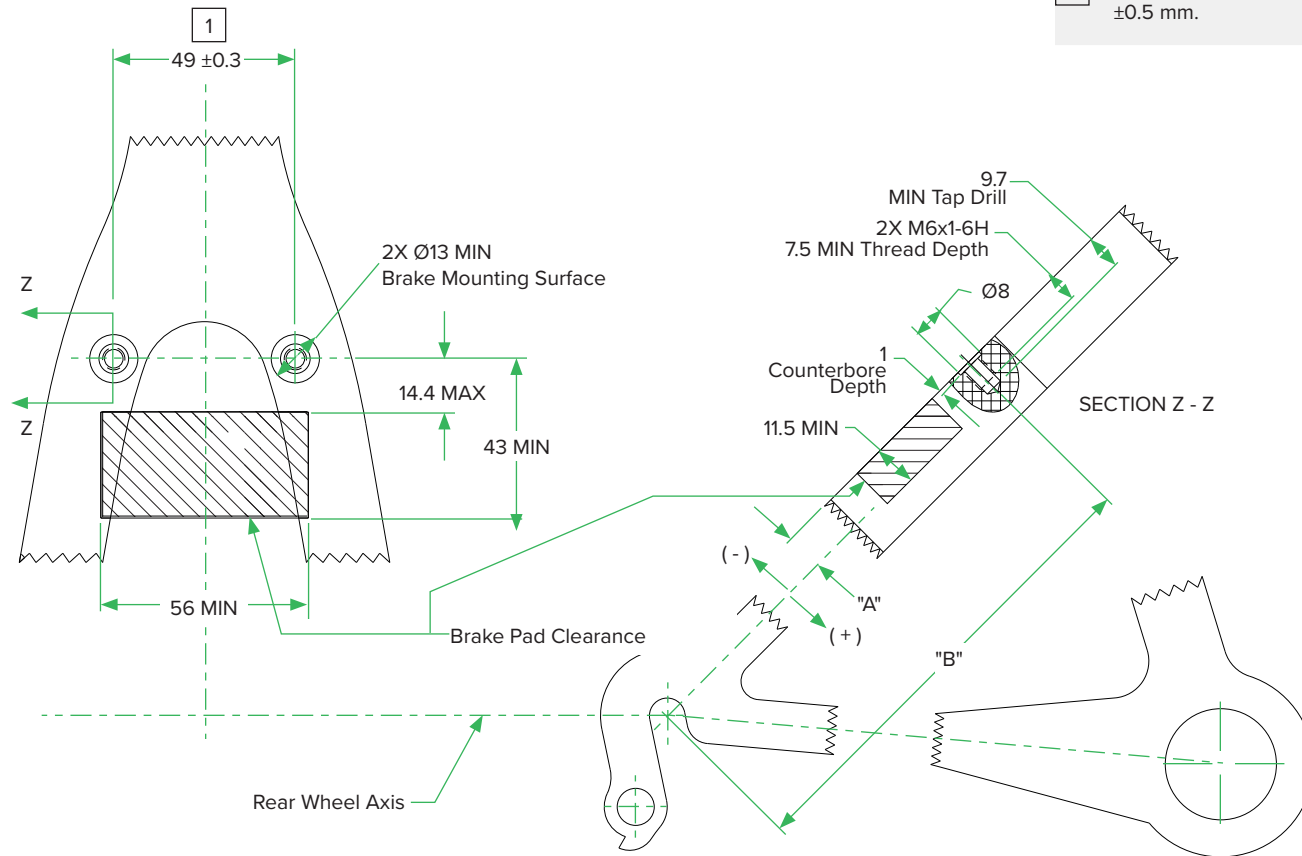 1
±0.5 mm.
49 ±0.3
9.7
MIN Tap Drill
2X M6x1-6H
7.5 MIN Thread Depth
2X Ø13 MIN
Brake Mounting Surface
Z
Ø8
1
Counterbore
Depth
14.4 MAX
SECTION Z - Z
Z
11.5 MIN
43 MIN
( - )
"A"
56 MIN
( + )
Brake Pad Clearance
"B"
Rear Wheel Axis